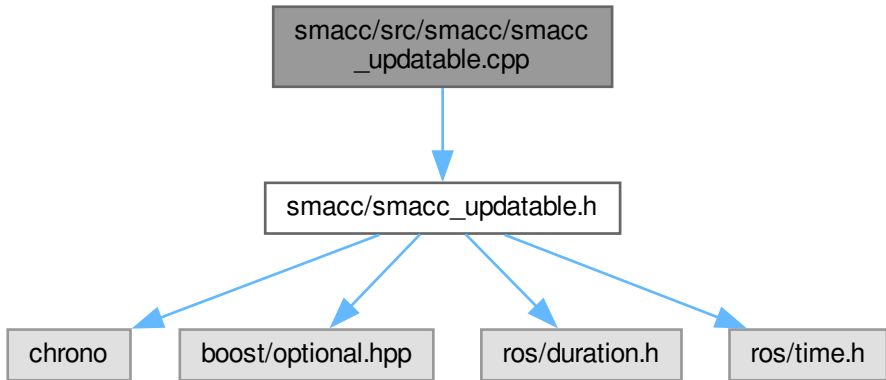 smacc/src/smacc/smacc
_updatable.cpp
smacc/smacc_updatable.h
chrono
boost/optional.hpp
ros/duration.h
ros/time.h